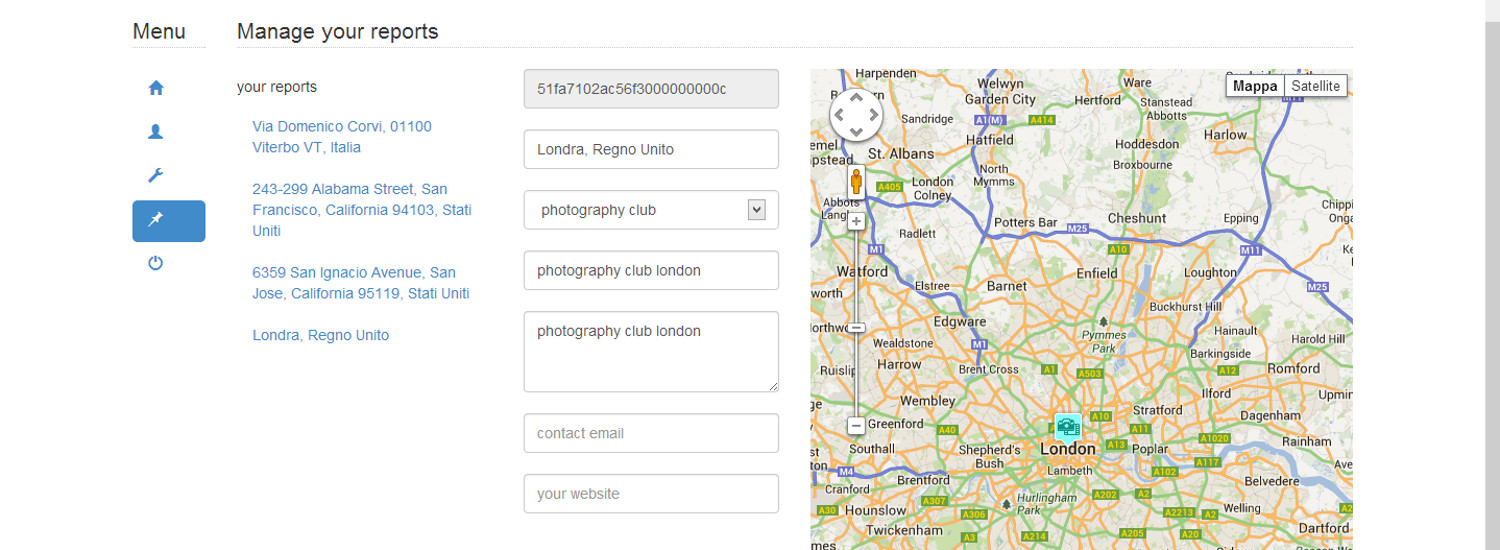 Menu
Manage your reports
your reports
Via Domenico Corvi, 01100
Viterbo VT, Italia
243-299 Alabama Street, San
Francisco, California 94103, Stati
Uniti
6359 San Ignacio Avenue, San
Jose, California 95119, Stati Uniti
Londra, Regno Unito
51fa7102ac56f3000000000c
Londra, Regno Unito
photography club
photography club london
photography club london
contact email
your website
Mappa
Satellite
Harpenden
Welwyn
Garden City
Ware
Hertford
Stanstead
Abbotts
M11
Sandridge
A1(M)
A414
Harlow
Hatfield
Hoddesdon
St. Albans
Broxbourne
North
Mymms
A405
London
Colney
Abbots
Potters Bar
Cheshunt
Epping
M25
Radlett
M1
A10
M11
Watford
Enfield
Loughton
M25
Elstree
Barnet
Buckhurst Hill
Edgware
Pymmes
Park
Hainault
Harold Hill
Wealdstone
M1
Barkingside
Harrow
Brent Cross
A1
A503
A12
Romford
Ilford
Wembley
Stratford
Dagenham
A10
Greenford
A40
A11
A1020
Rainham
Southall
Shepherd's
Bush
London
A13
Poplar
A117
M4
Lambeth
A102
Brentford
Belvedere
Cranford
A307
Hurlingham
Park
A202
A2
A30
Hounslow
A306
A2213
A2
Welling
Twickenham
Dartford
A3
A214
A205
A20